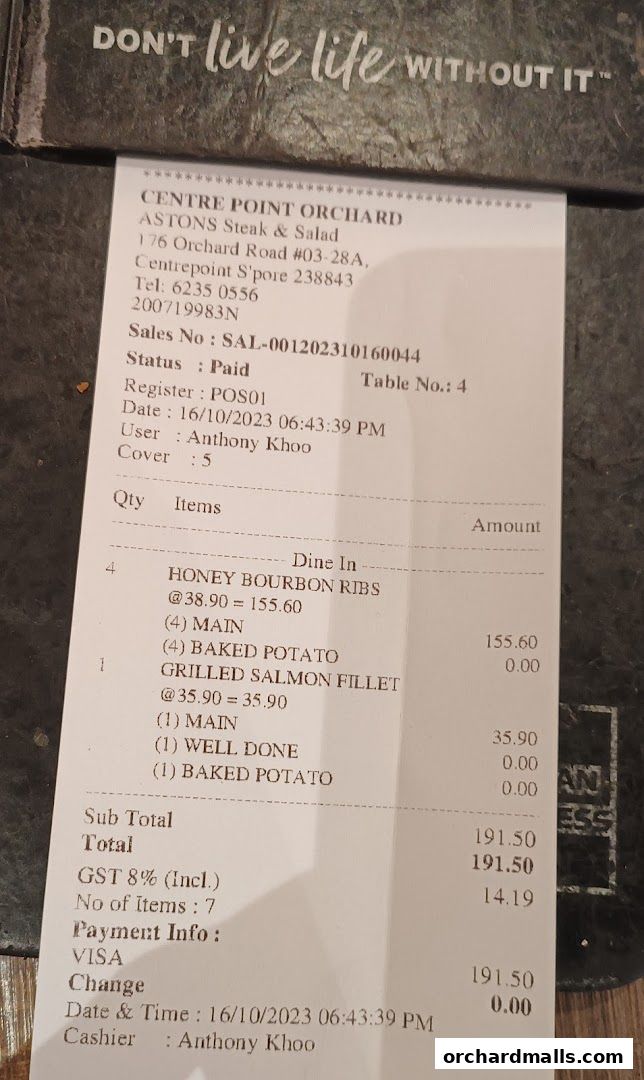 DON'T live life WITHOUT IT™
****************************************
CENTRE POINT ORCHARD
ASTONS Steak & Salad
176 Orchard Road #03-28A,
Centrepoint S'pore 238843
Tel: 6235 0556
200719983N
Sales No : SAL-001202310160044
Status : Paid Table No.: 4
Register : POS01
Date : 16/10/2023 06:43:39 PM
User : Anthony Khoo
Cover : 5
Qty Items Amount
Dine In
4 HONEY BOURBON RIBS
@38.90 = 155.60
(4) MAIN 155.60
(4) BAKED POTATO 0.00
1 GRILLED SALMON FILLET
@35.90 = 35.90
(1) MAIN 35.90
(1) WELL DONE 0.00
(1) BAKED POTATO 0.00
Sub Total 191.50
Total 191.50
GST 8% (Incl.) 14.19
No of Items : 7
Payment Info :
VISA 191.50
Change 0.00
Date & Time : 16/10/2023 06:43:39 PM
Cashier : Anthony Khoo
AN
ESS
orchardmalls.com